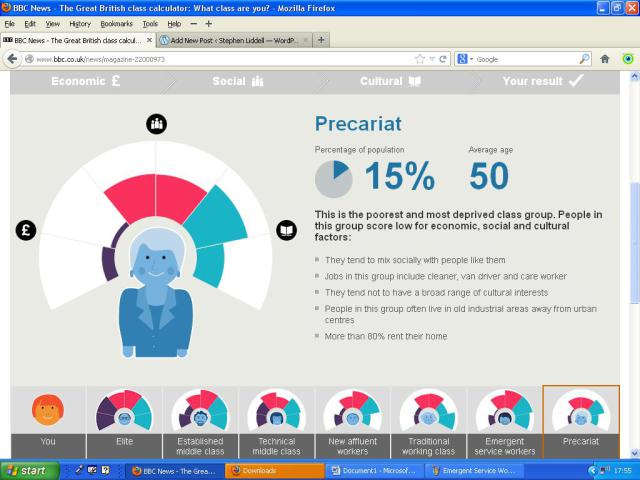 BBC News - The Great British class calculator: What class are you? - Mozilla Firefox
File Edit View History Bookmarks Tools Help
BBC News - The Great British class calcul...
Add New Post ‹ Stephen Liddell — WordP...
www.bbc.co.uk/news/magazine-22000973
Google
Economic £
Social
Cultural
Your result
Precariat
Percentage of population
Average age
15%
50
This is the poorest and most deprived class group. People in
this group score low for economic, social and cultural
factors:
They tend to mix socially with people like them
Jobs in this group include cleaner, van driver and care worker
They tend not to have a broad range of cultural interests
People in this group often live in old industrial areas away from urban
centres
More than 80% rent their home
£
You
Elite
Established
middle class
Technical
middle class
New affluent
workers
Traditional
working class
Emergent
service workers
Precariat
start
BBC News - The Grea...
Downloads
Document1 - Microsof...
Emergent Service Wo...
17:55